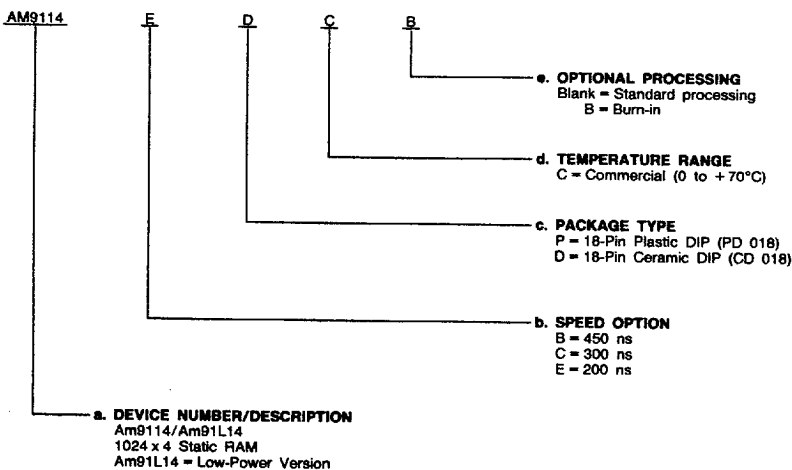 AM9114 E D C B
e. OPTIONAL PROCESSING
Blank = Standard processing
B = Burn-in
d. TEMPERATURE RANGE
C = Commercial (0 to +70°C)
c. PACKAGE TYPE
P = 18-Pin Plastic DIP (PD 018)
D = 18-Pin Ceramic DIP (CD 018)
b. SPEED OPTION
B = 450 ns
C = 300 ns
E = 200 ns
a. DEVICE NUMBER/DESCRIPTION
Am9114/Am91L14
1024 x 4 Static RAM
Am91L14 = Low-Power Version